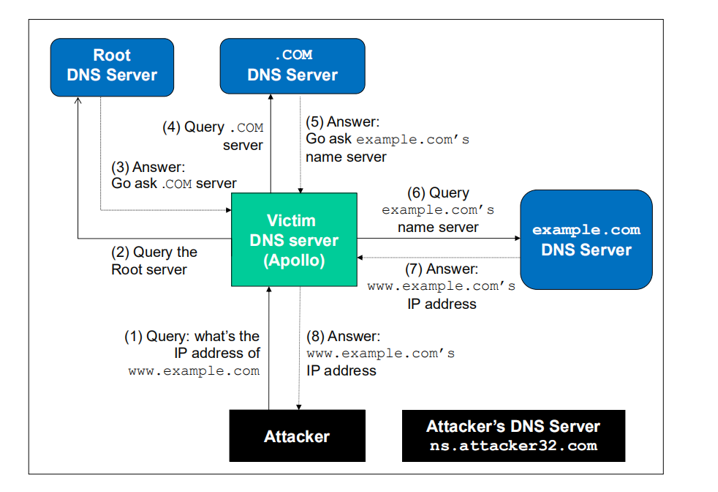 Root
DNS Server
.COM
DNS Server
(4) Query .COM
server
(5) Answer:
Go ask example.com's
name server
(3) Answer:
Go ask .COM server
(6) Query
example.com's
name server
Victim
DNS server
(Apollo)
example.com
DNS Server
(2) Query the
Root server
(7) Answer:
www.example.com's
IP address
(1) Query: what's the
IP address of
www.example.com
(8) Answer:
www.example.com's
IP address
Attacker
Attacker's DNS Server
ns.attacker32.com